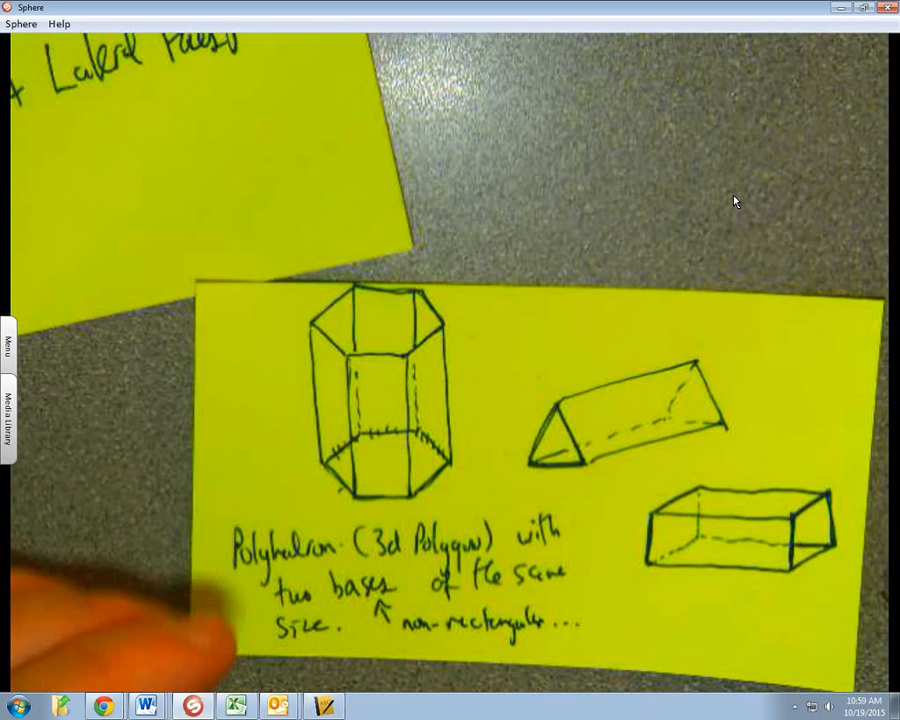 Sphere
Sphere Help
+ Lateral Faces
Menu
Media Library
Polyhedron (3d Polygon) with
two bases of the same
size. non-rectangular...
10:59 AM
10/19/2015